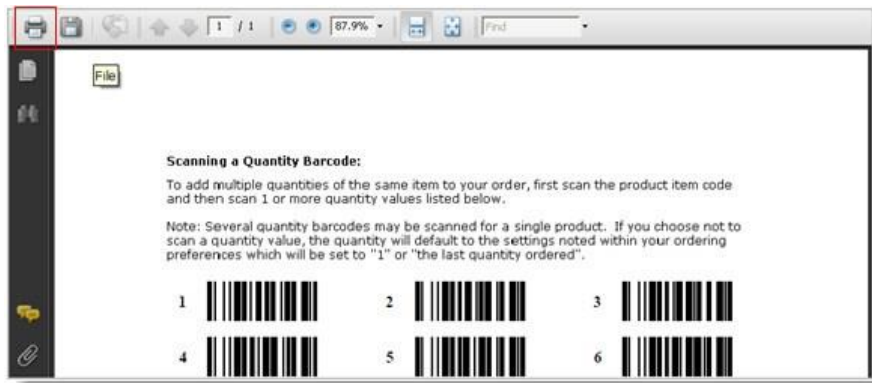 1 / 1 87.9% Find
File
Scanning a Quantity Barcode:
To add multiple quantities of the same item to your order, first scan the product item code
and then scan 1 or more quantity values listed below.
Note: Several quantity barcodes may be scanned for a single product. If you choose not to
scan a quantity value, the quantity will default to the settings noted within your ordering
preferences which will be set to "1" or "the last quantity ordered".
1 2 3
4 5 6